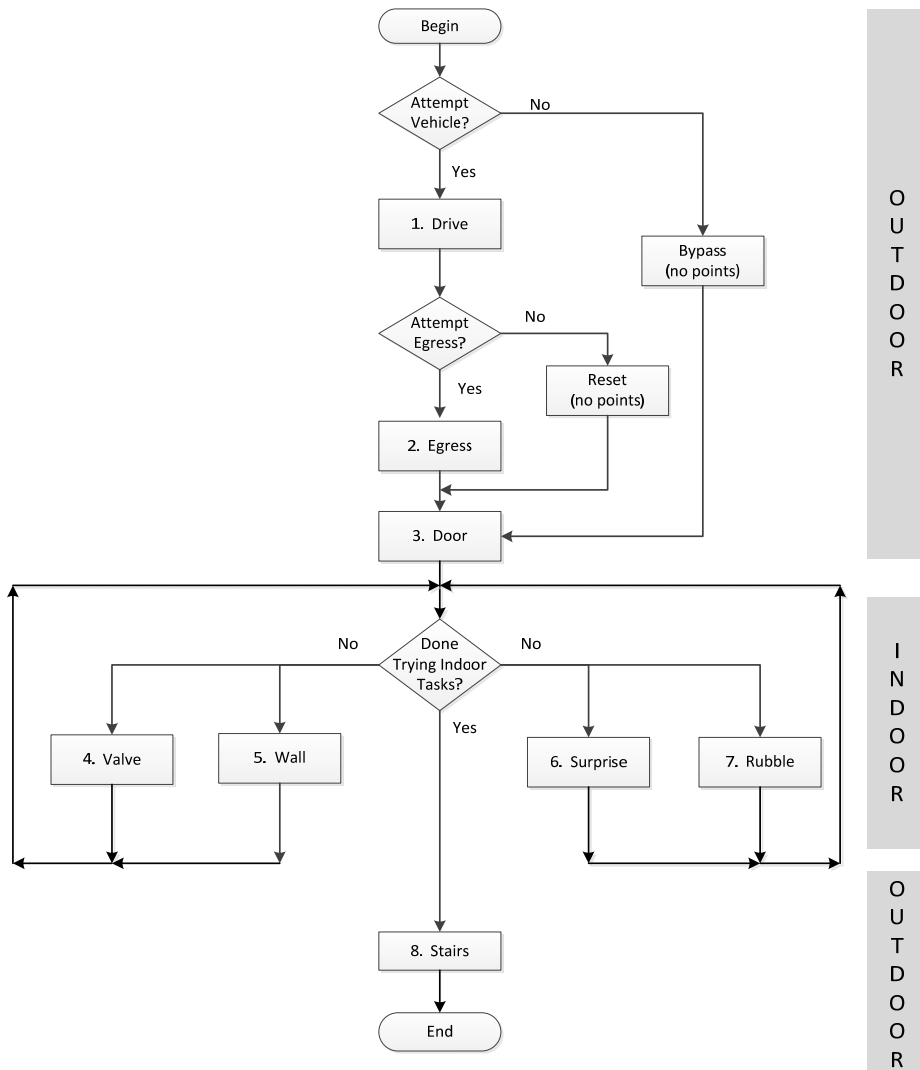 Begin
Attempt
Vehicle?
No
Yes
1. Drive
Bypass
(no points)
Attempt
Egress?
No
Yes
Reset
(no points)
2. Egress
3. Door
OUTDOOR
No
Done
Trying Indoor
Tasks?
No
Yes
4. Valve
5. Wall
6. Surprise
7. Rubble
INDOOR
8. Stairs
End
OUTDOOR